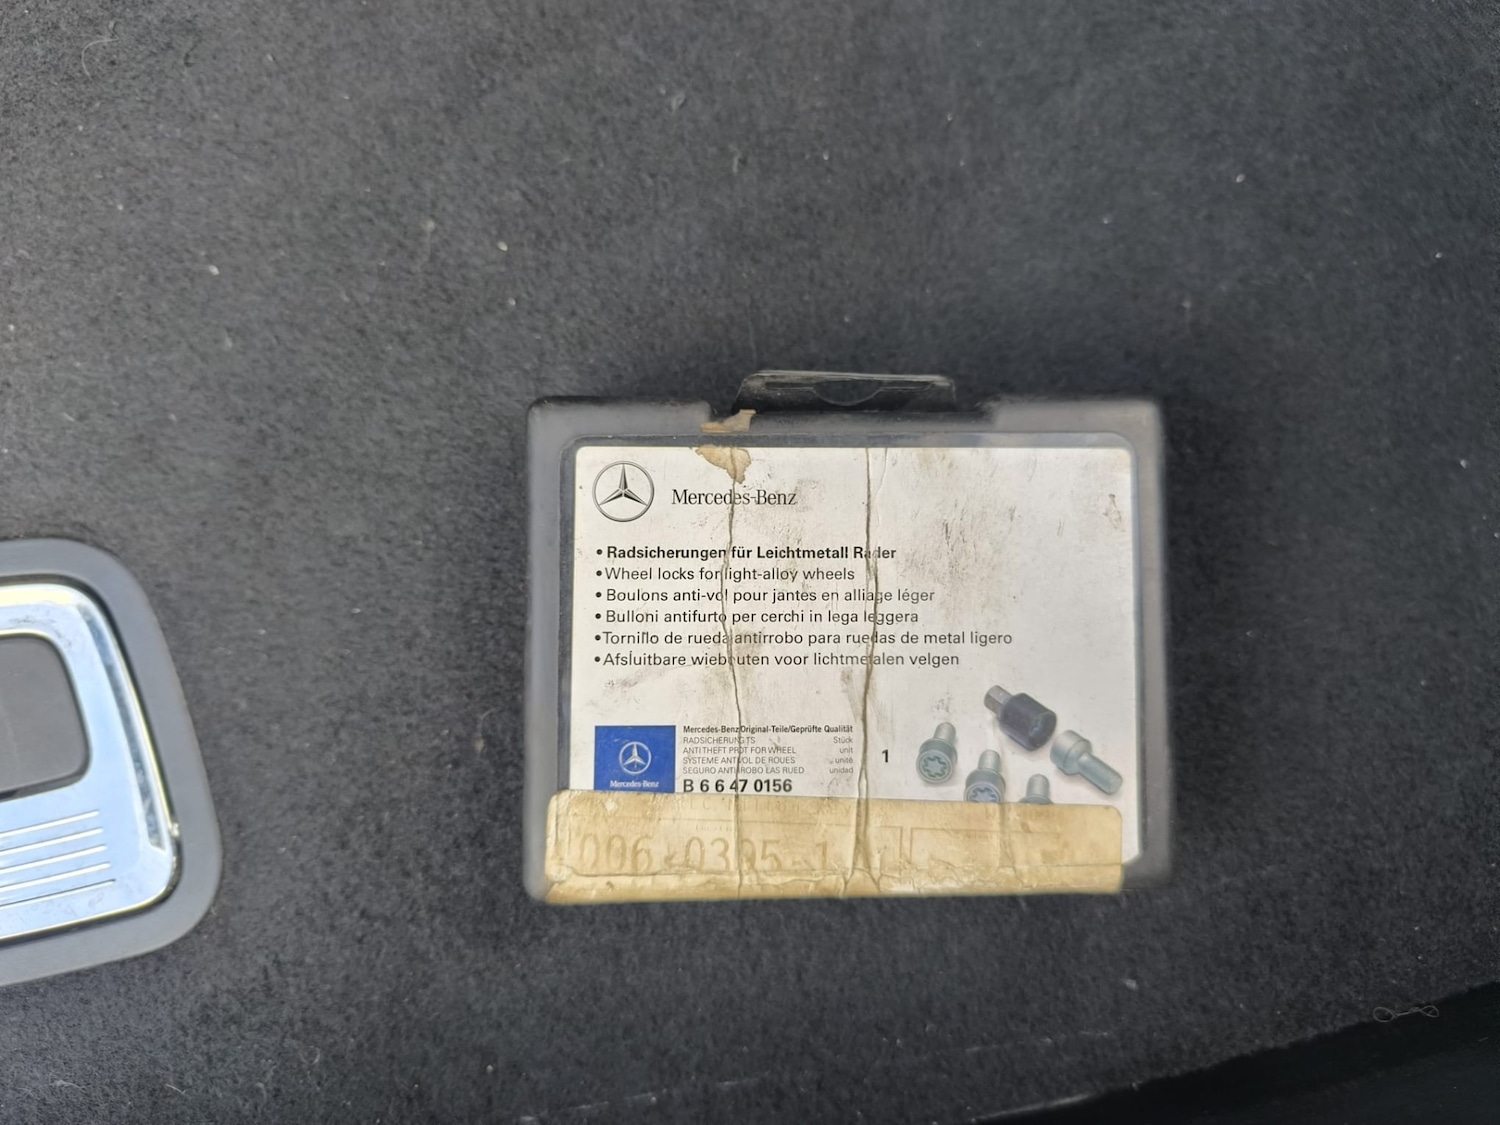 Mercedes-Benz
• Radsicherungen für Leichtmetall Räder
• Wheel locks for light-alloy wheels
• Boulons anti-vol pour jantes en alliage léger
• Bulloni antifurto per cerchi in lega leggera
• Tornillo de rueda antirrobo para ruedas de metal ligero
• Afsluitbare wielbouten voor lichtmetalen velgen
Mercedes-Benz Original-Teile/Geprüfte Qualität
RADSICHERUNG TS Stück
ANTITHEFT PROT FOR WHEEL unit
SYSTEME ANTIVOL DE ROUES unité
SEGURO ANTIRROBO LAS RUED unidad
1
Mercedes-Benz
B 6 6 47 0156